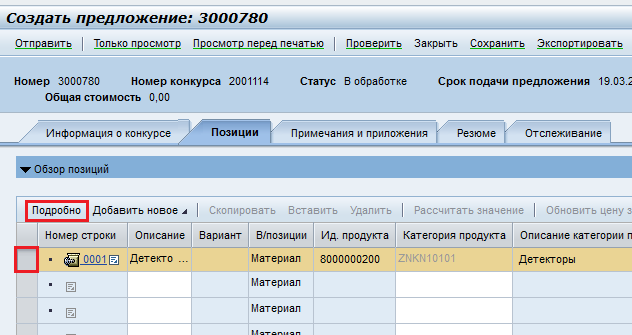 Создать предложение: 3000780
Отправить Только просмотр Просмотр перед печатью Проверить Закрыть Сохранить Экспортировать
Номер 3000780 Номер конкурса 2001114 Статус В обработке Срок подачи предложения 19.03.2
Общая стоимость 0,00
Информация о конкурсе Позиции Примечания и приложения Резюме Отслеживание
Обзор позиций
Подробно Добавить новое Скопировать Вставить Удалить Рассчитать значение Обновить цену з
Номер строки Описание Вариант В/позиции Ид. продукта Категория продукта Описание категории п
0001 Детекто ... Материал 8000000200 ZNKN10101 Детекторы
Материал
Материал
Материал